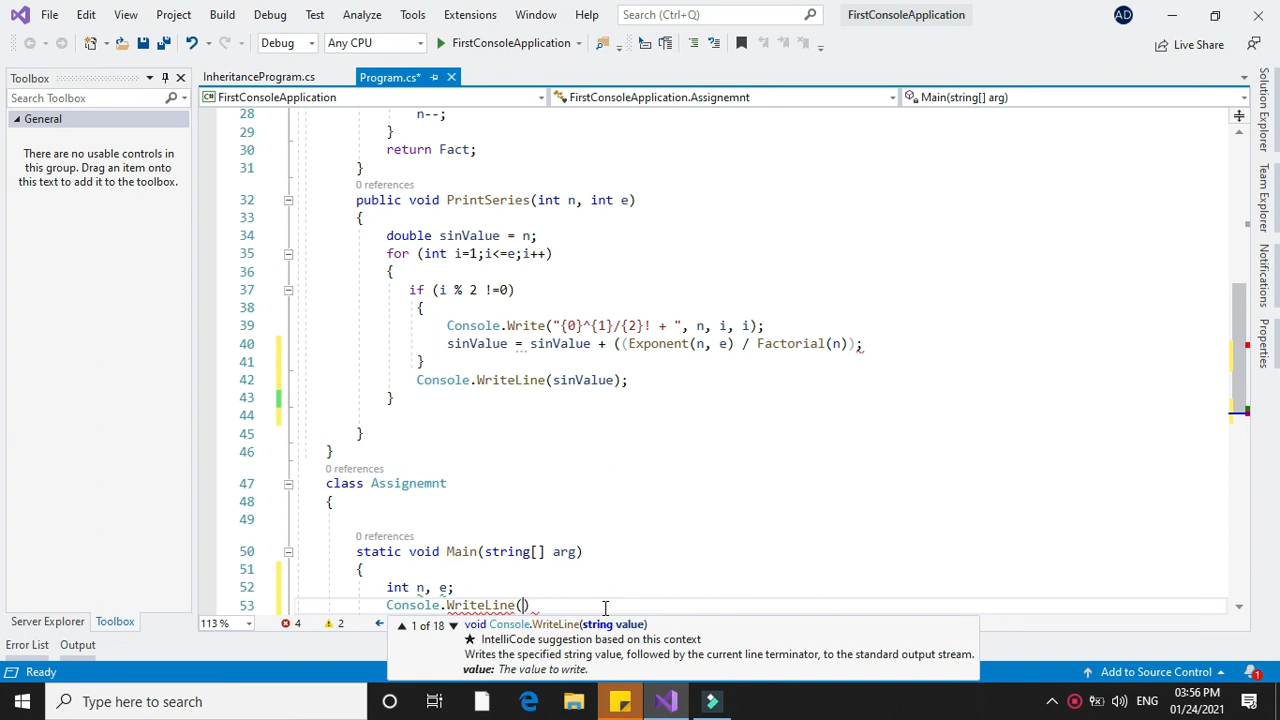 File Edit View Project Build Debug Test Analyze Tools Extensions Window Help Search (Ctrl+Q) FirstConsoleApplication AD
Debug Any CPU FirstConsoleApplication Live Share
Toolbox
Search Toolbox
General
There are no usable controls in
this group. Drag an item onto
this text to add it to the toolbox.
InheritanceProgram.cs Program.cs*
FirstConsoleApplication FirstConsoleApplication.Assignemnt Main(string[] arg)
28 n--;
29 }
30 return Fact;
31 }
0 references
32 public void PrintSeries(int n, int e)
33 {
34 double sinValue = n;
35 for (int i=1;i<=e;i++)
36 {
37 if (i % 2 !=0)
38 {
39 Console.Write("{0}^{1}/{2}! + ", n, i, i);
40 sinValue = sinValue + ((Exponent(n, e) / Factorial(n));
41 }
42 Console.WriteLine(sinValue);
43 }
44
45 }
46 }
0 references
47 class Assignemnt
48 {
49
0 references
50 static void Main(string[] arg)
51 {
52 int n, e;
53 Console.WriteLine()
1 of 18 void Console.WriteLine(string value)
★ IntelliCode suggestion based on this context
Writes the specified string value, followed by the current line terminator, to the standard output stream.
value: The value to write.
Solution Explorer
Team Explorer
Notifications
Properties
Server Explorer Toolbox
113 % 4 2
Error List Output
Ready Add to Source Control 1
Type here to search
ENG
03:56 PM
01/24/2021